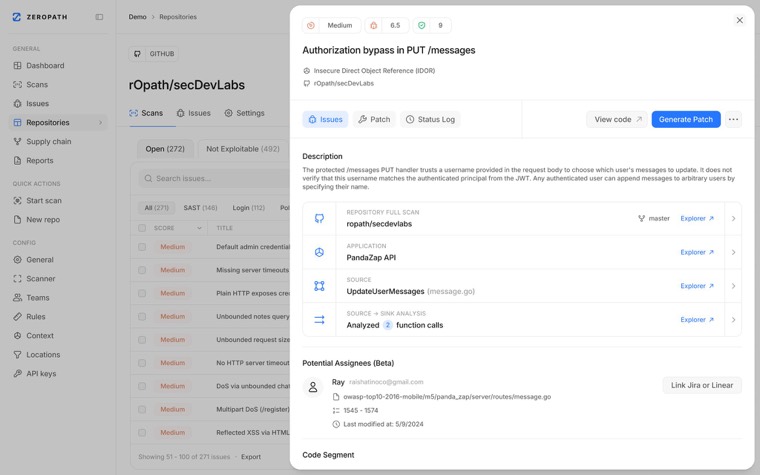 ZEROPATH
GENERAL
Dashboard
Scans
Issues
Repositories
Supply chain
Reports
QUICK ACTIONS
Start scan
New repo
CONFIG
General
Scanner
Teams
Rules
Context
Locations
API keys
Demo › Repositories
GITHUB
rOpath/secDevLabs
Scans Issues Settings
Open (272) Not Exploitable (492)
Search issues...
All (271) SAST (146) Login (112)
SCORE TITLE
Medium Default admin credential
Medium Missing server timeouts
Medium Plain HTTP exposes
Medium Unbounded notes query
Medium Unbounded request size
Medium No HTTP server timeout
Medium DoS via unbounded
Medium Multipart DoS (/register)
Medium Reflected XSS via HTML
Showing 51 - 100 of 271 issues · Export
Medium 6.5 9
Authorization bypass in PUT /messages
Insecure Direct Object Reference (IDOR)
rOpath/secDevLabs
Issues Patch Status Log View code Generate Patch
Description
The protected /messages PUT handler trusts a username provided in the request body to choose which user's messages to update. It does not
verify that this username matches the authenticated principal from the JWT. Any authenticated user can append messages to arbitrary users by
specifying their name.
REPOSITORY FULL SCAN
ropath/secdevlabs master Explorer
APPLICATION
PandaZap API Explorer
SOURCE
UpdateUserMessages (message.go) Explorer
SOURCE → SINK ANALYSIS
Analyzed 2 function calls Explorer
Potential Assignees (Beta)
Ray raishatinoco@gmail.com Link Jira or Linear
owasp-top10-2016-mobile/m5/panda_zap/server/routes/message.go
1545 - 1574
Last modified at: 5/9/2024
Code Segment